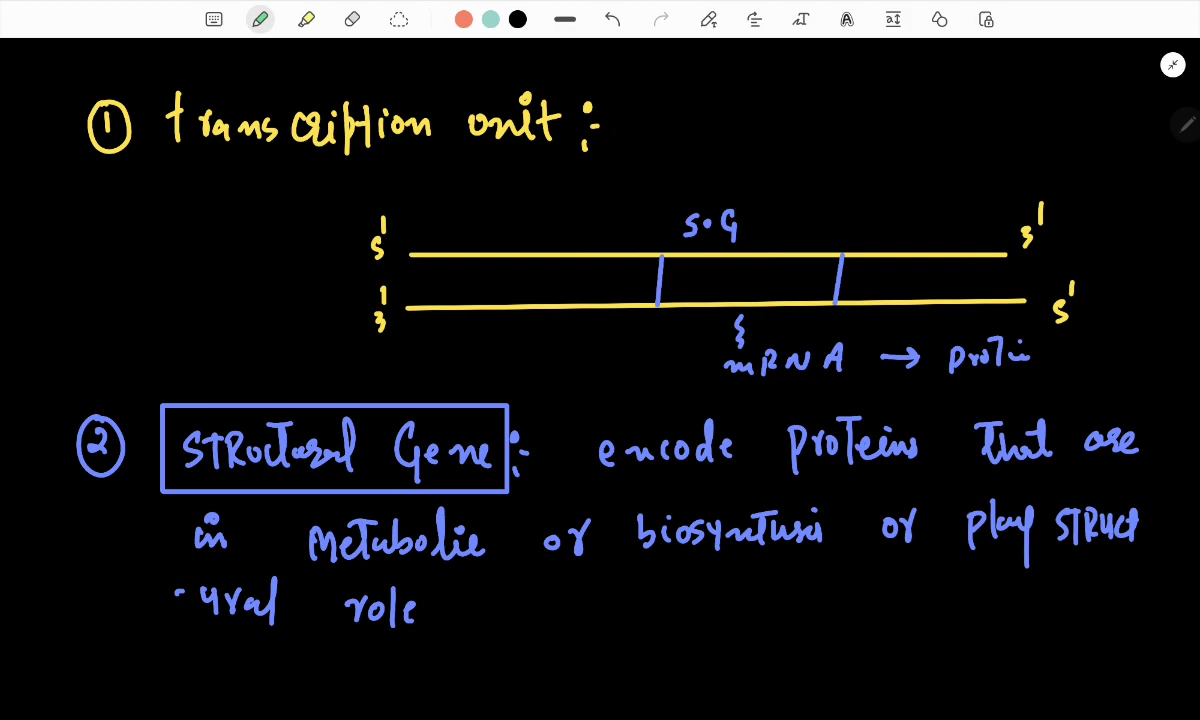 ① transcription unit :-
S.G
5' 3'
3' 5'
mRNA → Protein
② Structural Gene :- encode proteins that are
in Metabolic or biosyntusis or play STRUCT
-ural role